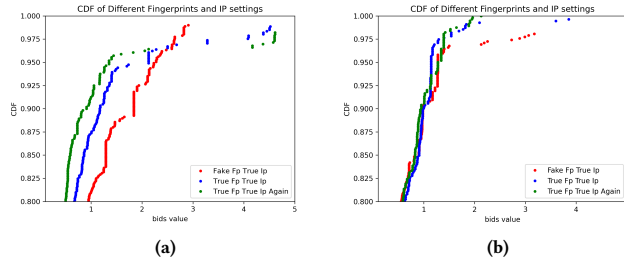 CDF of Different Fingerprints and IP settings
1.000
0.975
0.950
0.925
0.900
0.875
0.850
0.825
0.800
CDF
Fake Fp True Ip
True Fp True Ip
True Fp True Ip Again
1 2 3 4 5
bids value
(a)
CDF of Different Fingerprints and IP settings
1.000
0.975
0.950
0.925
0.900
0.875
0.850
0.825
0.800
CDF
Fake Fp True Ip
True Fp True Ip
True Fp True Ip Again
1 2 3 4
bids value
(b)